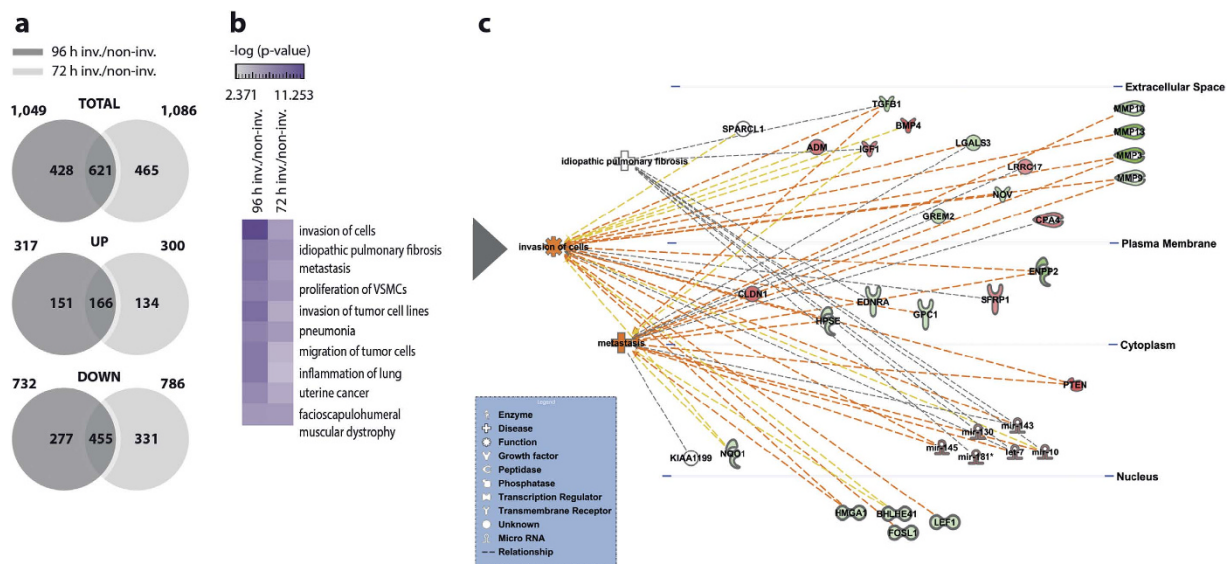 a
96 h inv./non-inv.
72 h inv./non-inv.
TOTAL
1,049
1,086
428
621
465
UP
317
300
151
166
134
DOWN
732
786
277
455
331
b
-log (p-value)
2.371
11.253
96 h inv./non-inv.
72 h inv./non-inv.
invasion of cells
idiopathic pulmonary fibrosis
metastasis
proliferation of VSMCs
invasion of tumor cell lines
pneumonia
migration of tumor cells
inflammation of lung
uterine cancer
facioscapulohumeral
muscular dystrophy
c
Extracellular Space
TGFB1
MMP10
SPARCL1
BMP4
MMP13
ADM
IGF1
LGALS3
idiopathic pulmonary fibrosis
LRRC17
MMP3
MMP9
NOV
GREM2
CPA4
Plasma Membrane
invasion of cells
ENPP2
CLDN1
EDNRA
SFRP1
GPC1
HPSE
metastasis
Cytoplasm
PTEN
mir-143
mir-130
mir-145
mir-181*
let-7
mir-10
KIAA1199
NQO1
Nucleus
HMGA1
BHLHE41
LEF1
FOSL1
Legend
Enzyme
Disease
Function
Growth factor
Peptidase
Phosphatase
Transcription Regulator
Transmembrane Receptor
Unknown
Micro RNA
Relationship